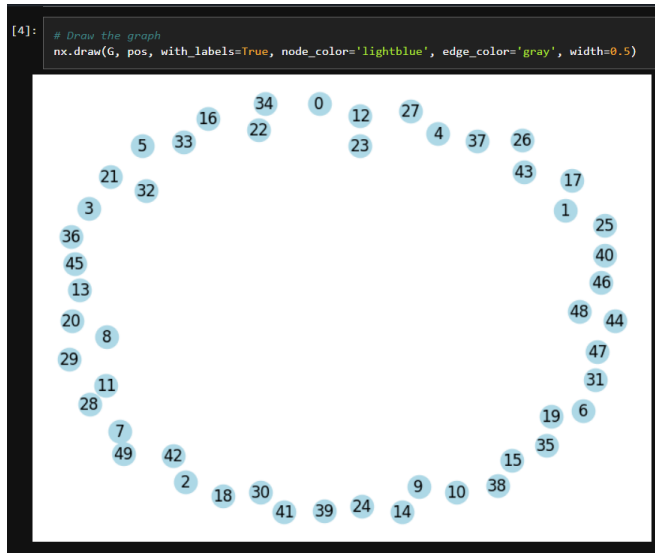 [4]:
# Draw the graph
nx.draw(G, pos, with_labels=True, node_color='lightblue', edge_color='gray', width=0.5)
34 0
16 12 27
22 4
5 33 23 37 26
21 43 17
32
3 1
36 25
45 40
13 46
20 48 44
8
29 47
11 31
28 19 6
7
49 42 35
15
2 38
18 30 9 10
41 39 24 14